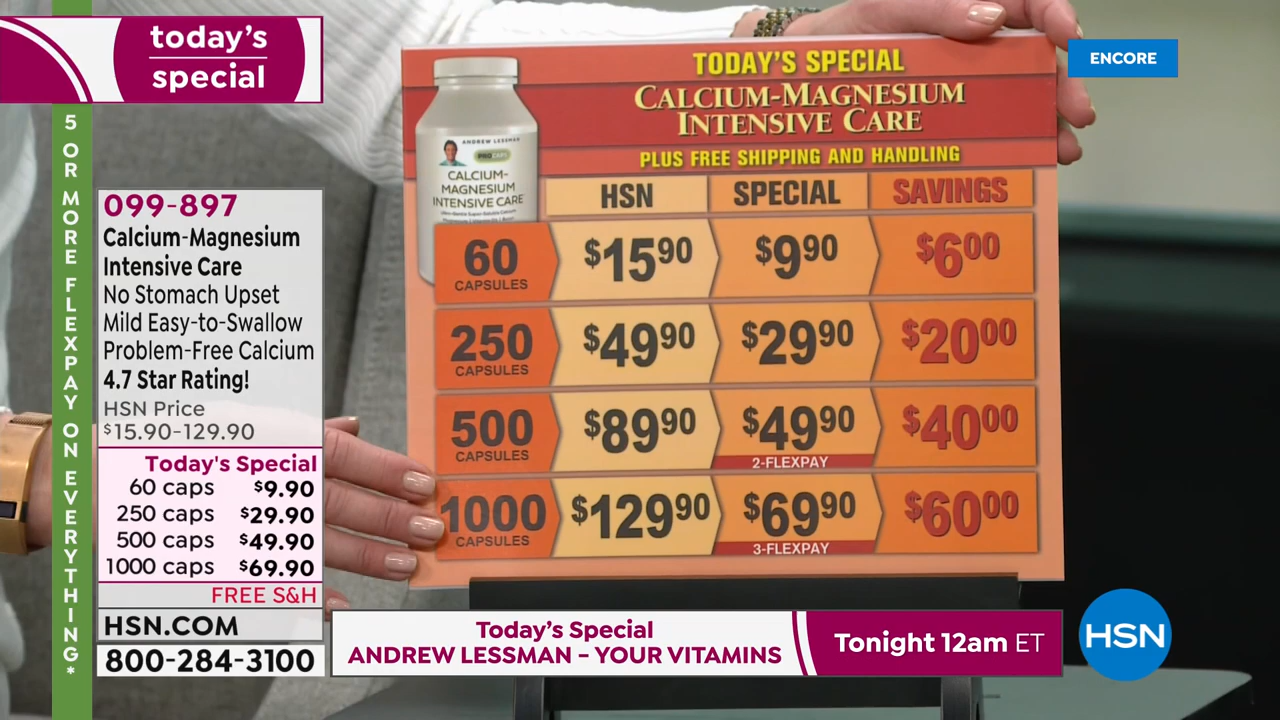 today's
special
5 OR MORE FLEXPAY ON EVERYTHING*
099-897
Calcium-Magnesium
Intensive Care
No Stomach Upset
Mild Easy-to-Swallow
Problem-Free Calcium
4.7 Star Rating!
HSN Price
$15.90-129.90
Today's Special
60 caps $9.90
250 caps $29.90
500 caps $49.90
1000 caps $69.90
FREE S&H
HSN.COM
800-284-3100
TODAY'S SPECIAL
CALCIUM-MAGNESIUM
INTENSIVE CARE
PLUS FREE SHIPPING AND HANDLING
ANDREW LESSMAN
PROCAPS
CALCIUM-
MAGNESIUM
INTENSIVE CARE
HSN SPECIAL SAVINGS
60 CAPSULES $15.90 $9.90 $6.00
250 CAPSULES $49.90 $29.90 $20.00
500 CAPSULES $89.90 $49.90 $40.00
2-FLEXPAY
1000 CAPSULES $129.90 $69.90 $60.00
3-FLEXPAY
ENCORE
Today's Special
ANDREW LESSMAN – YOUR VITAMINS
Tonight 12am ET
HSN